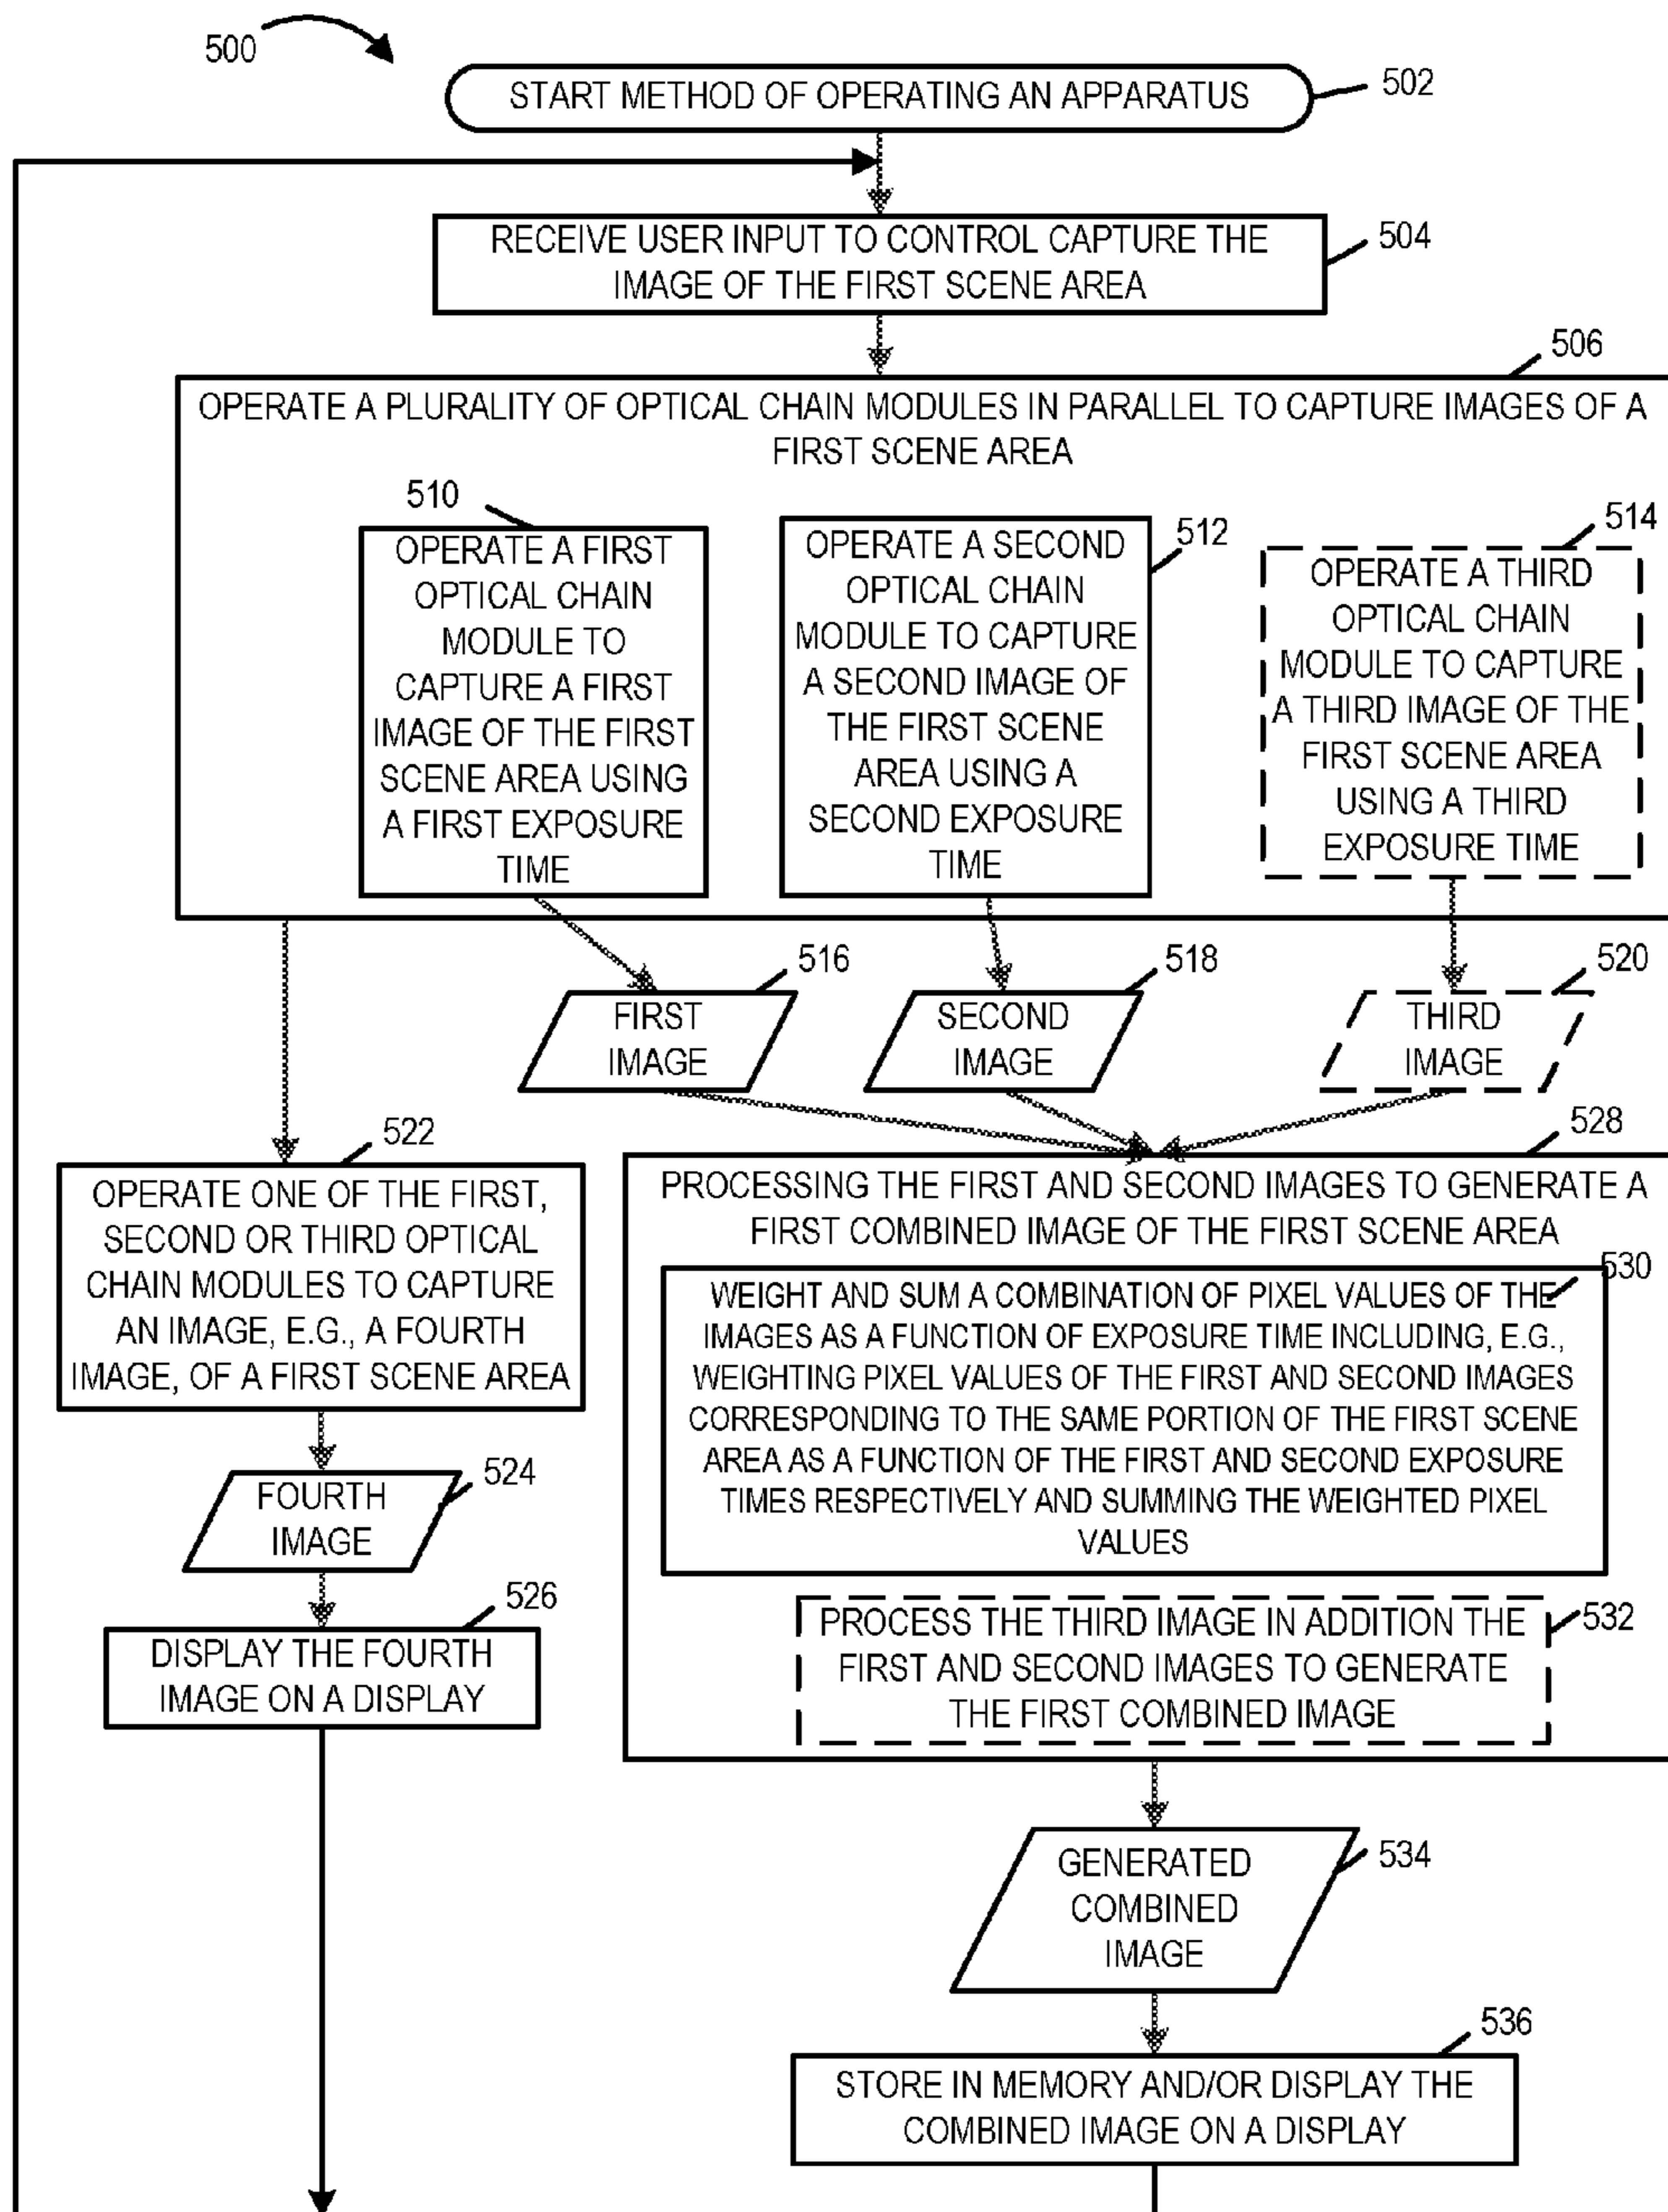 500
START METHOD OF OPERATING AN APPARATUS
502
RECEIVE USER INPUT TO CONTROL CAPTURE THE
IMAGE OF THE FIRST SCENE AREA
504
506
OPERATE A PLURALITY OF OPTICAL CHAIN MODULES IN PARALLEL TO CAPTURE IMAGES OF A
FIRST SCENE AREA
510
OPERATE A FIRST
OPTICAL CHAIN
MODULE TO
CAPTURE A FIRST
IMAGE OF THE FIRST
SCENE AREA USING
A FIRST EXPOSURE
TIME
512
OPERATE A SECOND
OPTICAL CHAIN
MODULE TO CAPTURE
A SECOND IMAGE OF
THE FIRST SCENE
AREA USING A
SECOND EXPOSURE
TIME
514
OPERATE A THIRD
OPTICAL CHAIN
MODULE TO CAPTURE
A THIRD IMAGE OF THE
FIRST SCENE AREA
USING A THIRD
EXPOSURE TIME
516
FIRST
IMAGE
518
SECOND
IMAGE
520
THIRD
IMAGE
522
OPERATE ONE OF THE FIRST,
SECOND OR THIRD OPTICAL
CHAIN MODULES TO CAPTURE
AN IMAGE, E.G., A FOURTH
IMAGE, OF A FIRST SCENE AREA
524
FOURTH
IMAGE
526
DISPLAY THE FOURTH
IMAGE ON A DISPLAY
528
PROCESSING THE FIRST AND SECOND IMAGES TO GENERATE A
FIRST COMBINED IMAGE OF THE FIRST SCENE AREA
530
WEIGHT AND SUM A COMBINATION OF PIXEL VALUES OF THE
IMAGES AS A FUNCTION OF EXPOSURE TIME INCLUDING, E.G.,
WEIGHTING PIXEL VALUES OF THE FIRST AND SECOND IMAGES
CORRESPONDING TO THE SAME PORTION OF THE FIRST SCENE
AREA AS A FUNCTION OF THE FIRST AND SECOND EXPOSURE
TIMES RESPECTIVELY AND SUMMING THE WEIGHTED PIXEL
VALUES
532
PROCESS THE THIRD IMAGE IN ADDITION THE
FIRST AND SECOND IMAGES TO GENERATE
THE FIRST COMBINED IMAGE
534
GENERATED
COMBINED
IMAGE
536
STORE IN MEMORY AND/OR DISPLAY THE
COMBINED IMAGE ON A DISPLAY